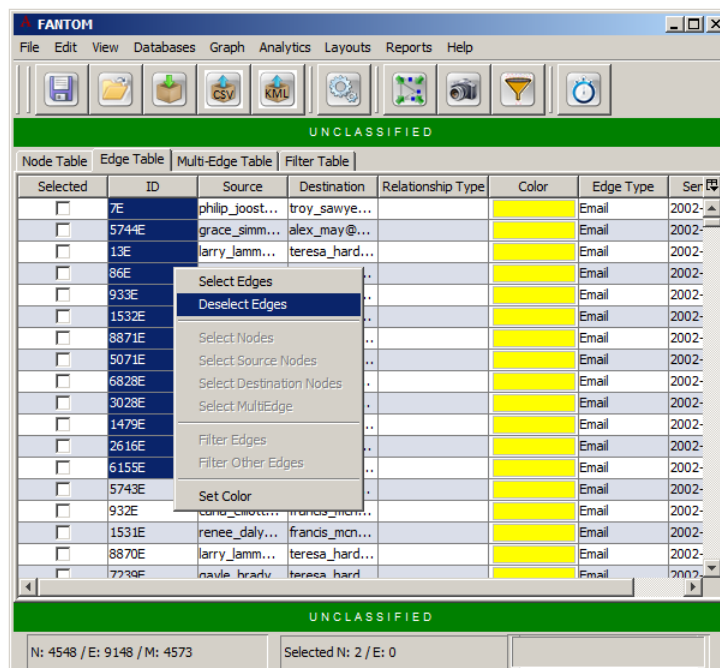 FANTOM
File Edit View Databases Graph Analytics Layouts Reports Help
CSV KML
UNCLASSIFIED
Node Table Edge Table Multi-Edge Table Filter Table
Selected ID Source Destination Relationship Type Color Edge Type Ser
7E philip_joost... troy_sawye... Email 2002-
5744E grace_simm... alex_may@... Email 2002-
13E larry_lamm... teresa_hard... Email 2002-
86E Email 2002-
933E Email 2002-
1532E Email 2002-
8871E Email 2002-
5071E Email 2002-
6828E Email 2002-
3028E Email 2002-
1479E Email 2002-
2616E Email 2002-
6155E Email 2002-
5743E Email 2002-
932E Email 2002-
1531E renee_daly... francis_mcn... Email 2002-
8870E larry_lamm... teresa_hard... Email 2002-
7239E gayle_brady teresa_hard Email 2002-
Select Edges
Deselect Edges
Select Nodes
Select Source Nodes
Select Destination Nodes
Select MultiEdge
Filter Edges
Filter Other Edges
Set Color
UNCLASSIFIED
N: 4548 / E: 9148 / M: 4573 Selected N: 2 / E: 0